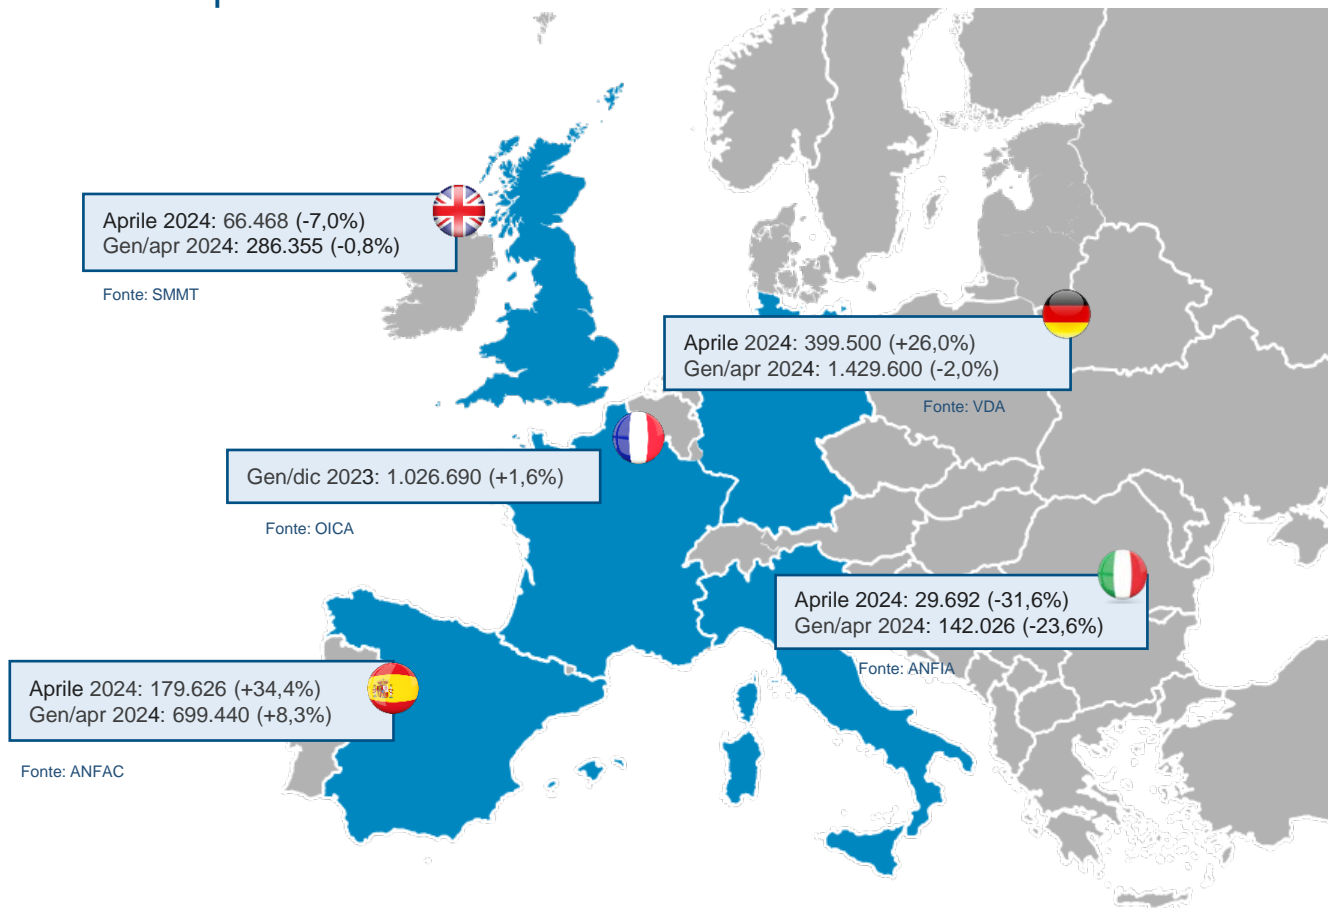 Aprile 2024: 66.468 (-7,0%)
Gen/apr 2024: 286.355 (-0,8%)
Fonte: SMMT
Aprile 2024: 399.500 (+26,0%)
Gen/apr 2024: 1.429.600 (-2,0%)
Fonte: VDA
Gen/dic 2023: 1.026.690 (+1,6%)
Fonte: OICA
Aprile 2024: 29.692 (-31,6%)
Gen/apr 2024: 142.026 (-23,6%)
Fonte: ANFIA
Aprile 2024: 179.626 (+34,4%)
Gen/apr 2024: 699.440 (+8,3%)
Fonte: ANFAC